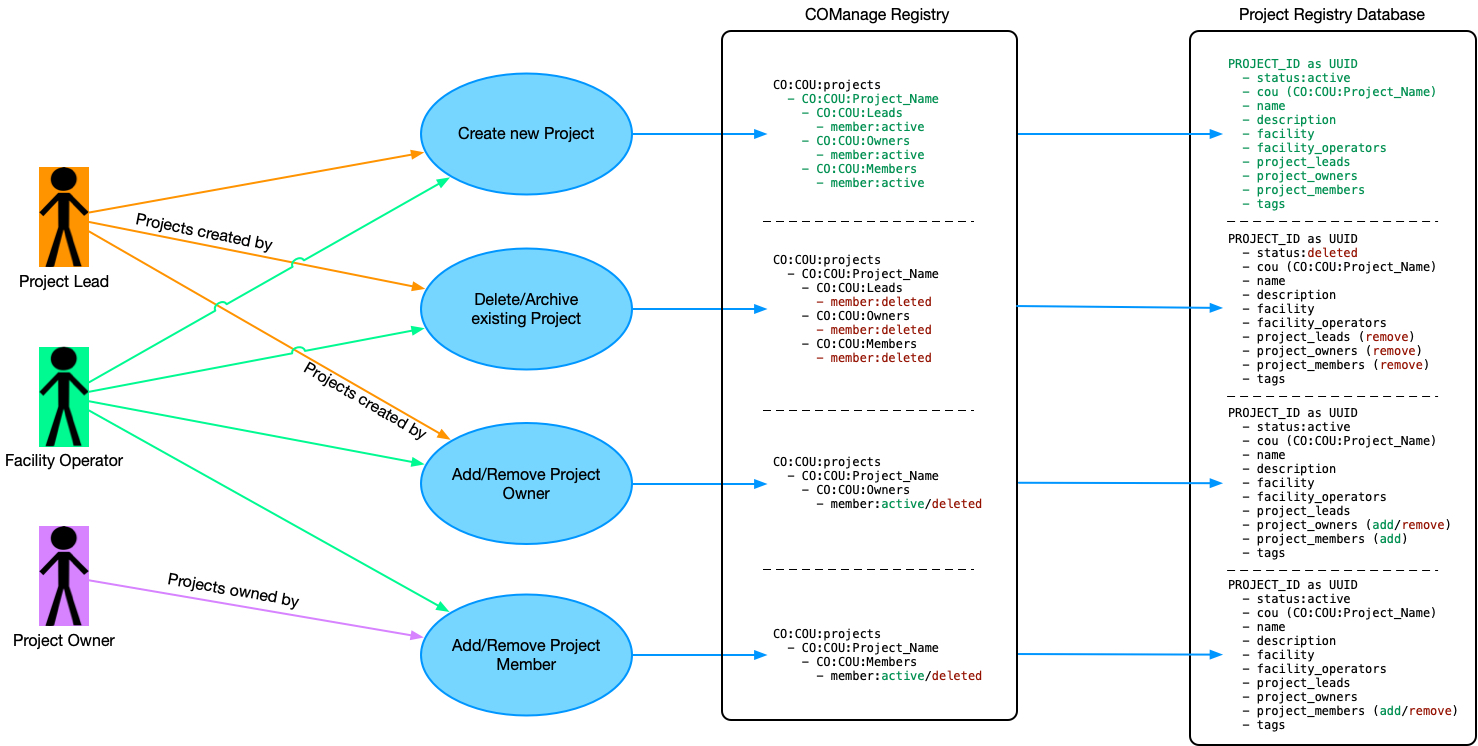 COManage Registry
Project Registry Database
Project Lead
Facility Operator
Project Owner
Projects created by
Projects created by
Projects owned by
Create new Project
Delete/Archive
existing Project
Add/Remove Project
Owner
Add/Remove Project
Member
CO:COU:projects
- CO:COU:Project_Name
- CO:COU:Leads
- member:active
- CO:COU:Owners
- member:active
- CO:COU:Members
- member:active
CO:COU:projects
- CO:COU:Project_Name
- CO:COU:Leads
- member:deleted
- CO:COU:Owners
- member:deleted
- CO:COU:Members
- member:deleted
CO:COU:projects
- CO:COU:Project_Name
- CO:COU:Owners
- member:active/deleted
CO:COU:projects
- CO:COU:Project_Name
- CO:COU:Members
- member:active/deleted
PROJECT_ID as UUID
- status:active
- cou (CO:COU:Project_Name)
- name
- description
- facility
- facility_operators
- project_leads
- project_owners
- project_members
- tags
PROJECT_ID as UUID
- status:deleted
- cou (CO:COU:Project_Name)
- name
- description
- facility
- facility_operators
- project_leads (remove)
- project_owners (remove)
- project_members (remove)
- tags
PROJECT_ID as UUID
- status:active
- cou (CO:COU:Project_Name)
- name
- description
- facility
- facility_operators
- project_leads
- project_owners (add/remove)
- project_members (add)
- tags
PROJECT_ID as UUID
- status:active
- cou (CO:COU:Project_Name)
- name
- description
- facility
- facility_operators
- project_leads
- project_owners
- project_members (add/remove)
- tags